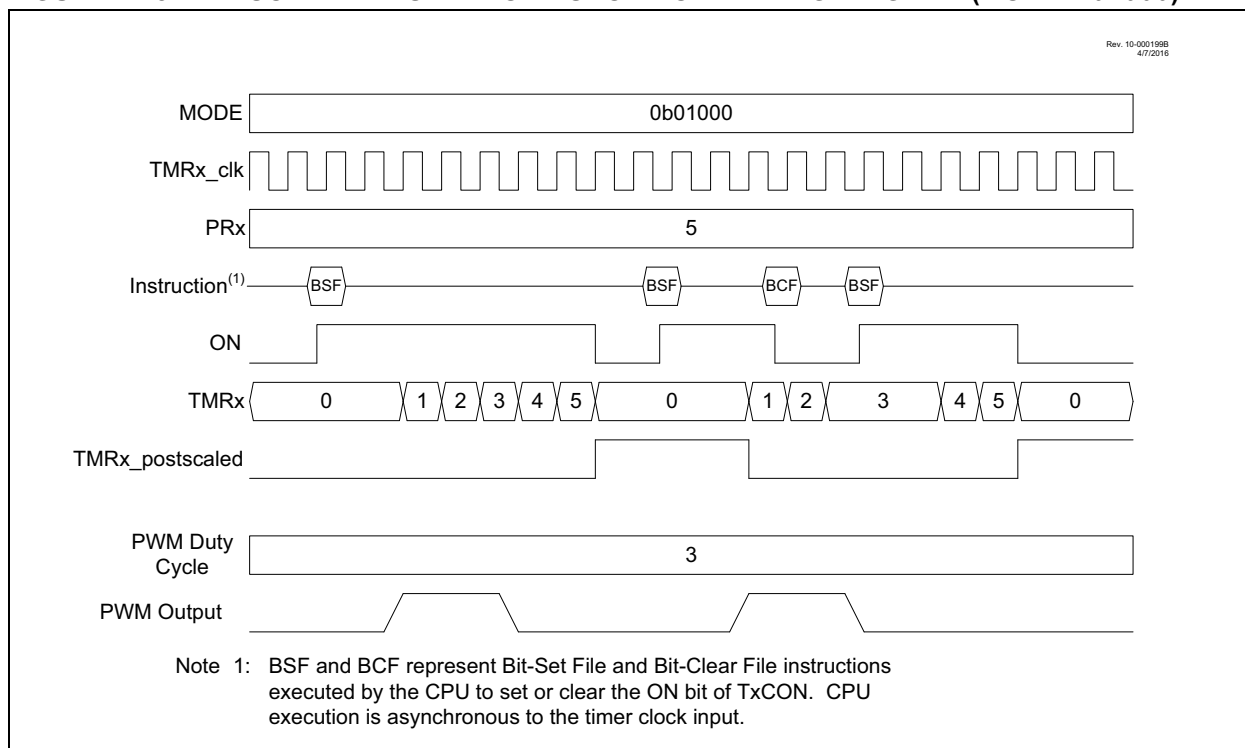 Rev. 10-000199B
4/7/2016
MODE 0b01000
TMRx_clk
PRx 5
Instruction(1) BSF BSF BCF BSF
ON
TMRx 0 1 2 3 4 5 0 1 2 3 4 5 0
TMRx_postscaled
PWM Duty
Cycle
3
PWM Output
Note 1: BSF and BCF represent Bit-Set File and Bit-Clear File instructions
executed by the CPU to set or clear the ON bit of TxCON. CPU
execution is asynchronous to the timer clock input.